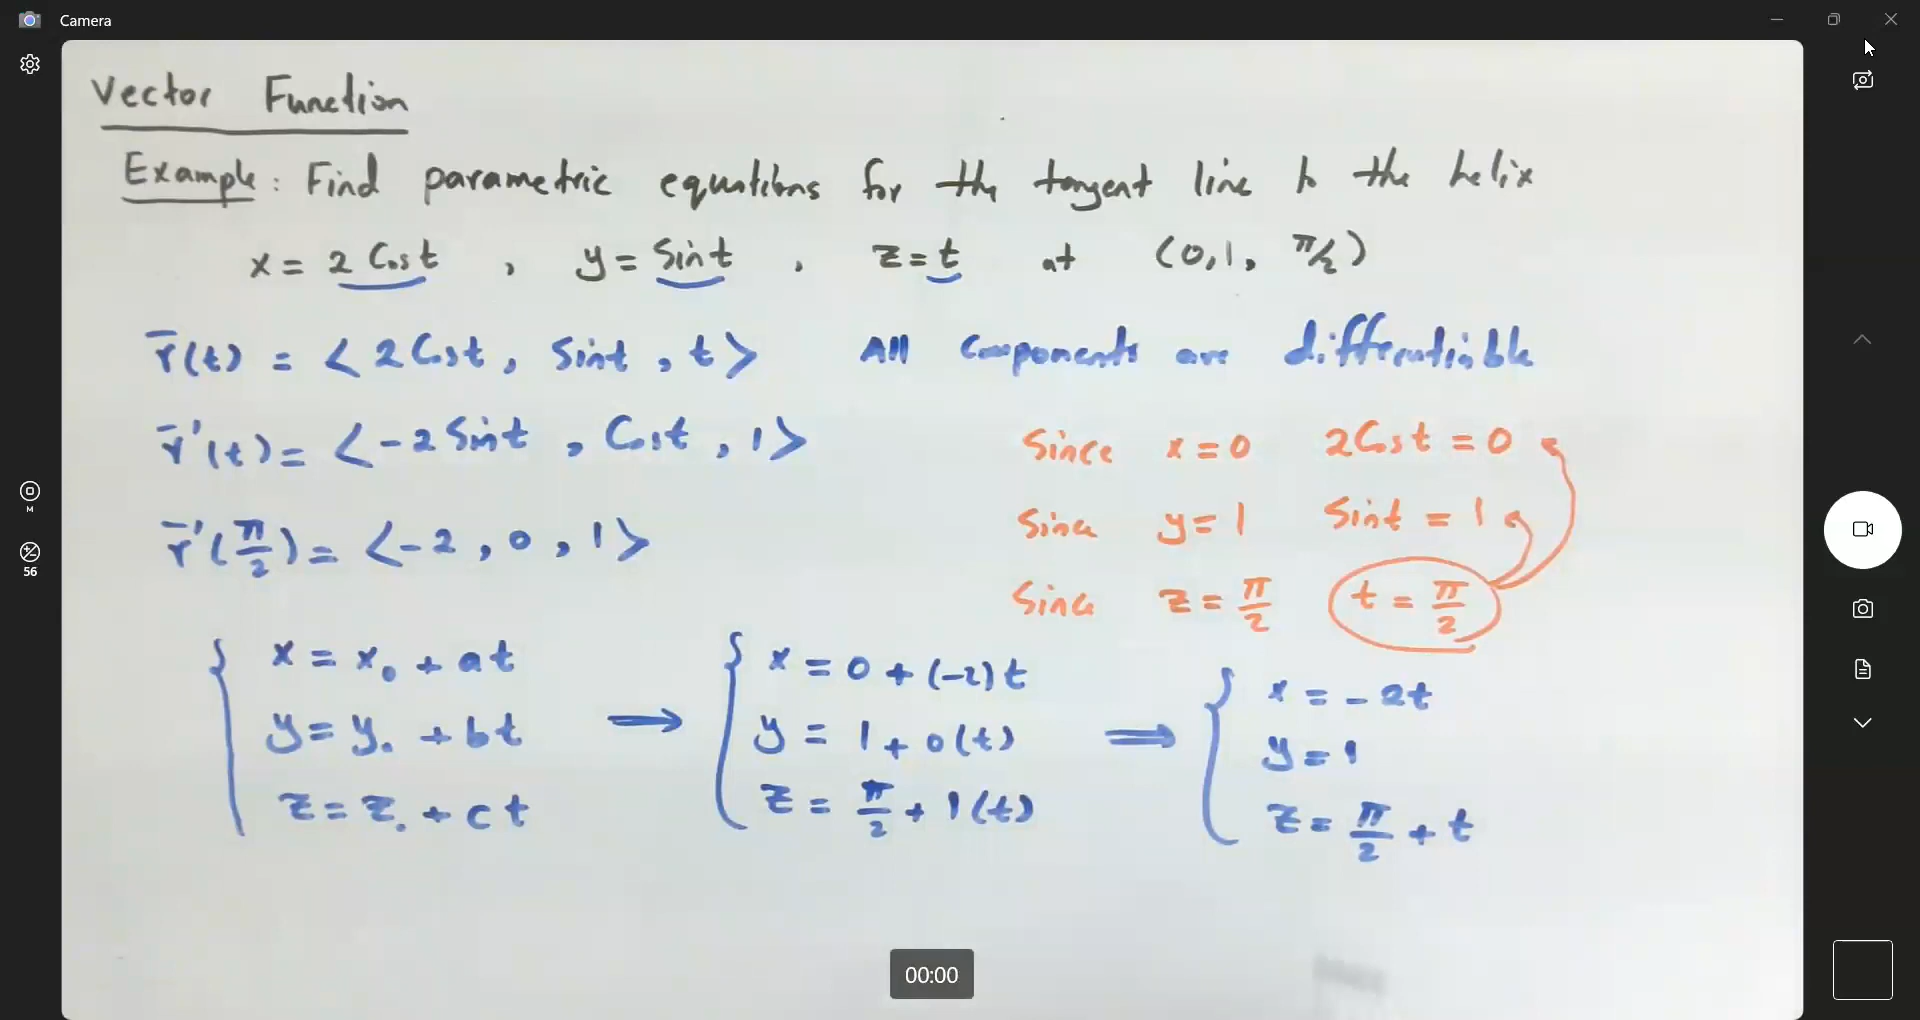 Camera
Vector Function
Example: Find parametric equations for the tangent line to the helix
x = 2 Cos t , y = Sin t , z = t at (0, 1, π/2)
r̄(t) = < 2 Cos t , Sin t , t > All Components are differentiable
r̄'(t) = < -2 Sin t , Cos t , 1 >
Since x = 0 2 Cos t = 0
Since y = 1 Sin t = 1
r̄'(π/2) = < -2 , 0 , 1 >
Since z = π/2 t = π/2
x = x₀ + at
y = y₀ + bt
z = z₀ + ct
⟹
x = 0 + (-2) t
y = 1 + 0(t)
z = π/2 + 1(t)
⟹
x = - 2t
y = 1
z = π/2 + t
M
56
00:00